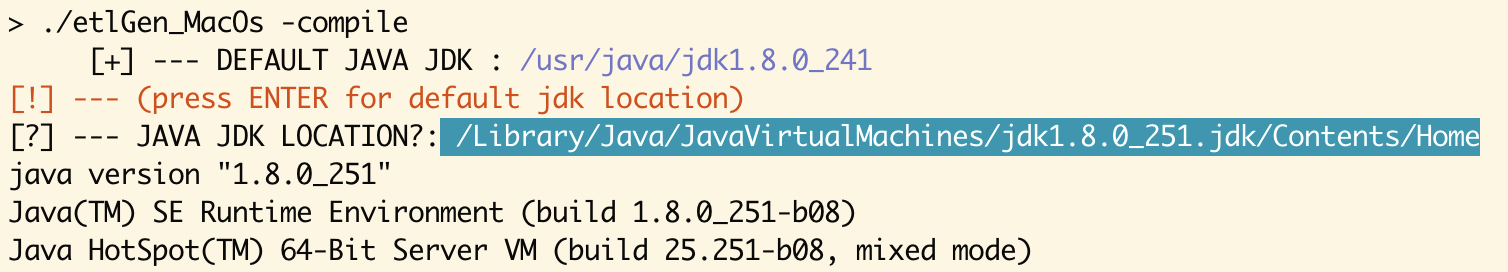 > ./etlGen_MacOs -compile
[+] --- DEFAULT JAVA JDK : /usr/java/jdk1.8.0_241
[!] --- (press ENTER for default jdk location)
[?] --- JAVA JDK LOCATION?: /Library/Java/JavaVirtualMachines/jdk1.8.0_251.jdk/Contents/Home
java version "1.8.0_251"
Java(TM) SE Runtime Environment (build 1.8.0_251-b08)
Java HotSpot(TM) 64-Bit Server VM (build 25.251-b08, mixed mode)